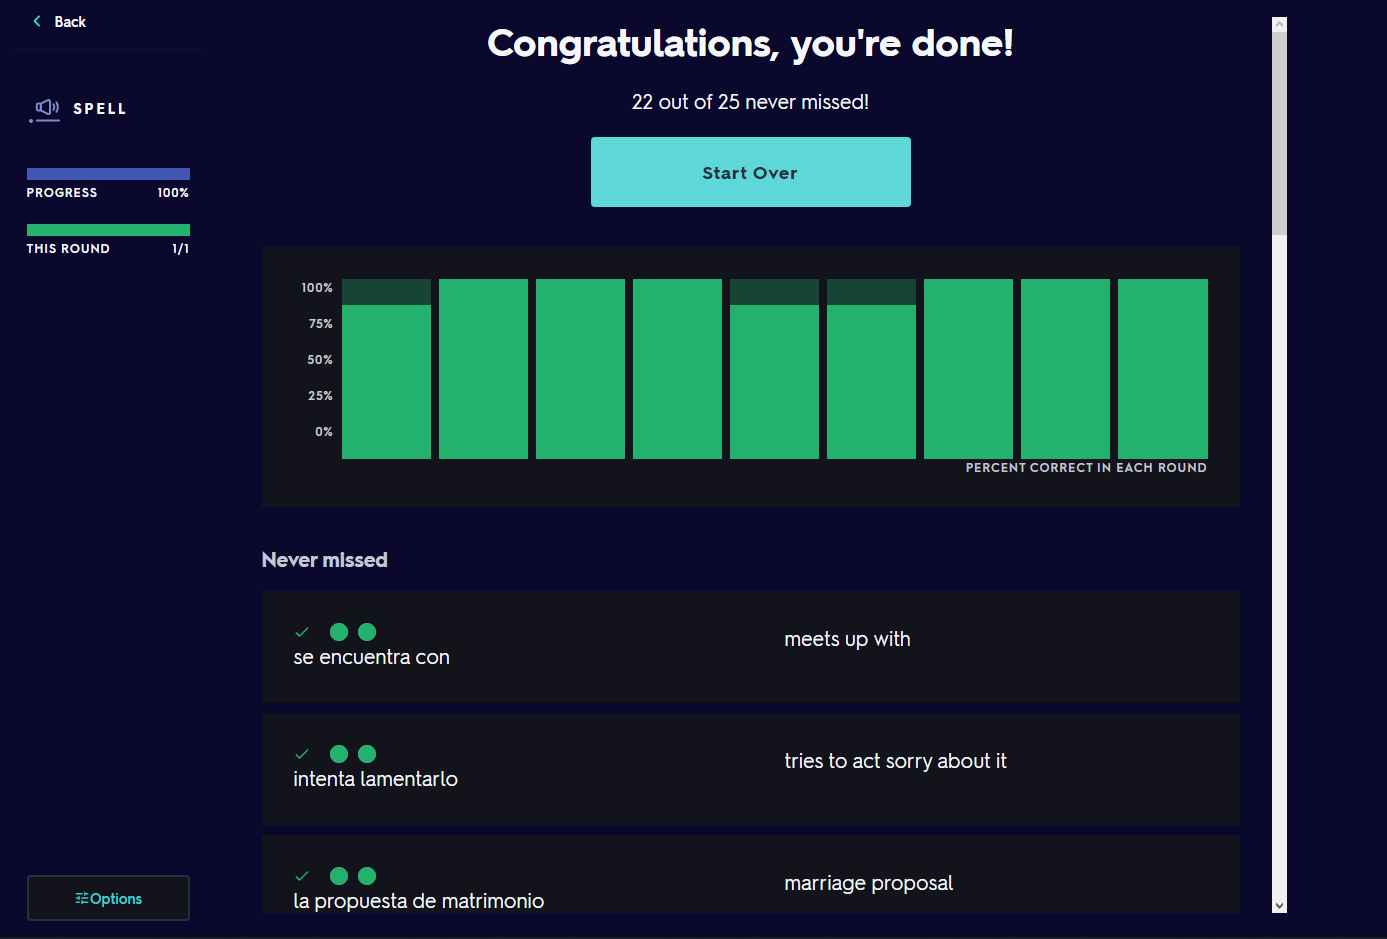 Back
SPELL
PROGRESS 100%
THIS ROUND 1/1
Options
Congratulations, you're done!
22 out of 25 never missed!
Start Over
100%
75%
50%
25%
0%
PERCENT CORRECT IN EACH ROUND
Never missed
se encuentra con
meets up with
intenta lamentarlo
tries to act sorry about it
la propuesta de matrimonio
marriage proposal